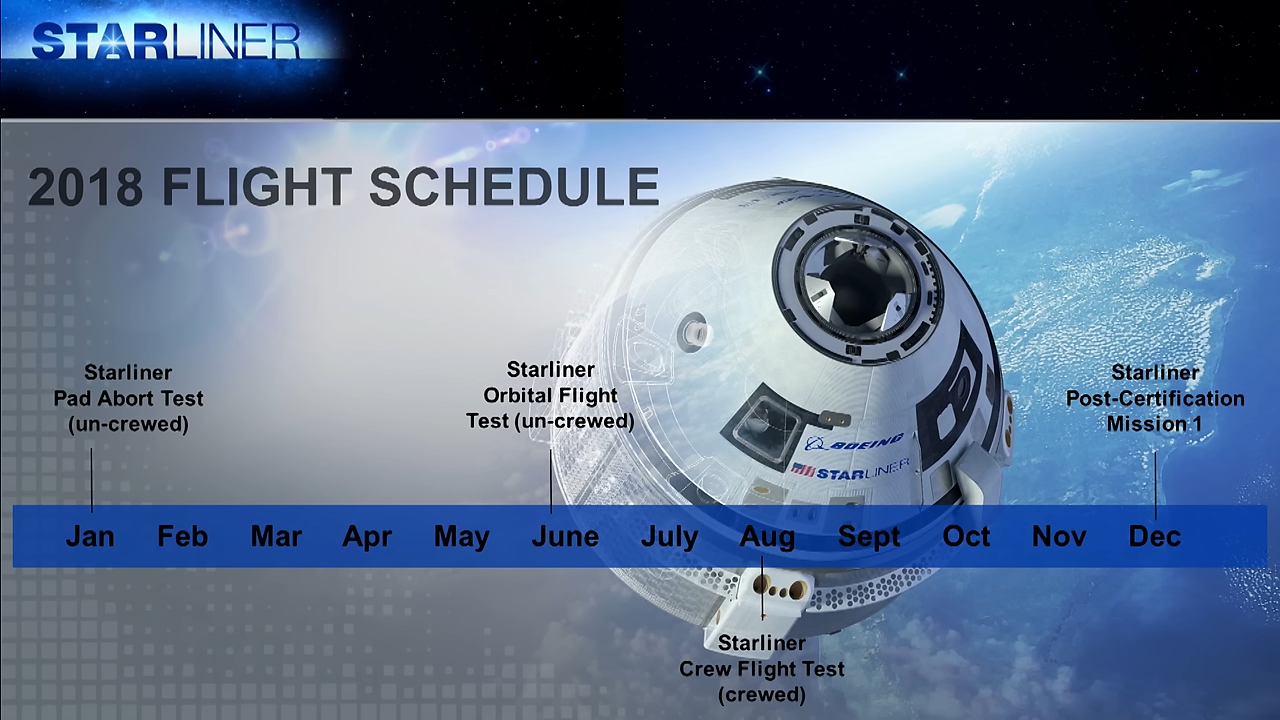 STARLINER
2018 FLIGHT SCHEDULE
Starliner
Pad Abort Test
(un-crewed)
Starliner
Orbital Flight
Test (un-crewed)
Starliner
Post-Certification
Mission 1
BOEING
STARLINER
Jan Feb Mar Apr May June July Aug Sept Oct Nov Dec
Starliner
Crew Flight Test
(crewed)